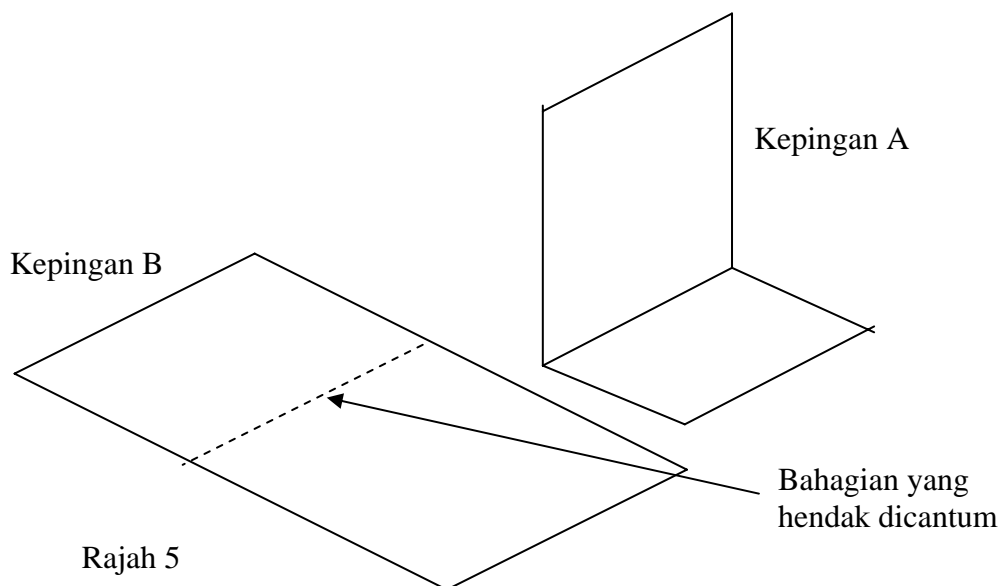 Kepingan A
Kepingan B
Bahagian yang
hendak dicantum
Rajah 5